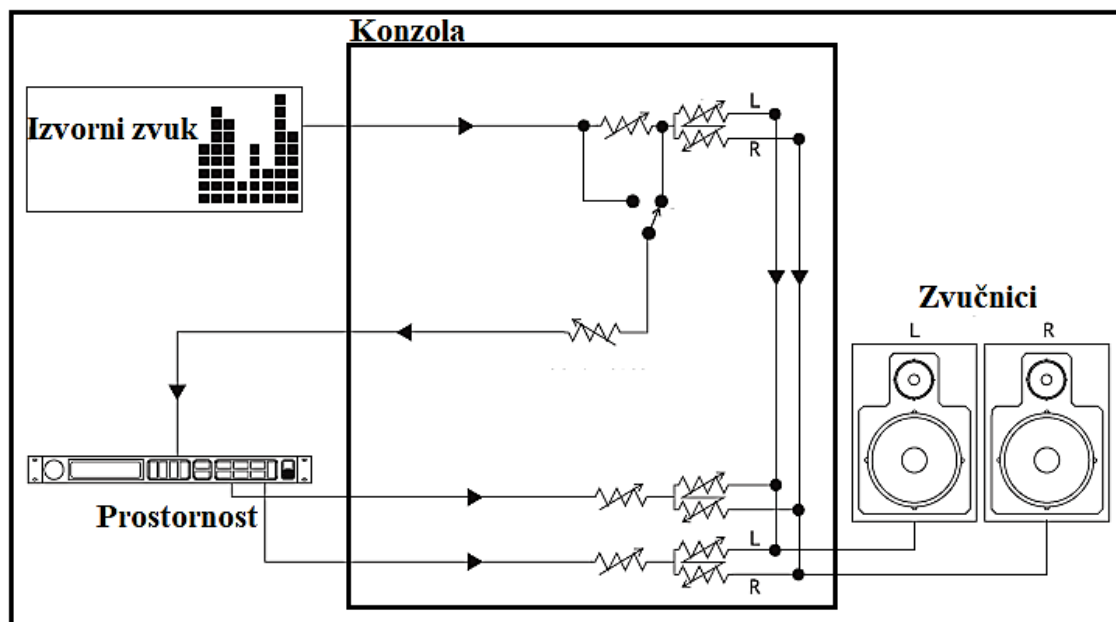 Konzola
Izvorni zvuk
L
R
Zvučnici
L R
Prostornost
L
R